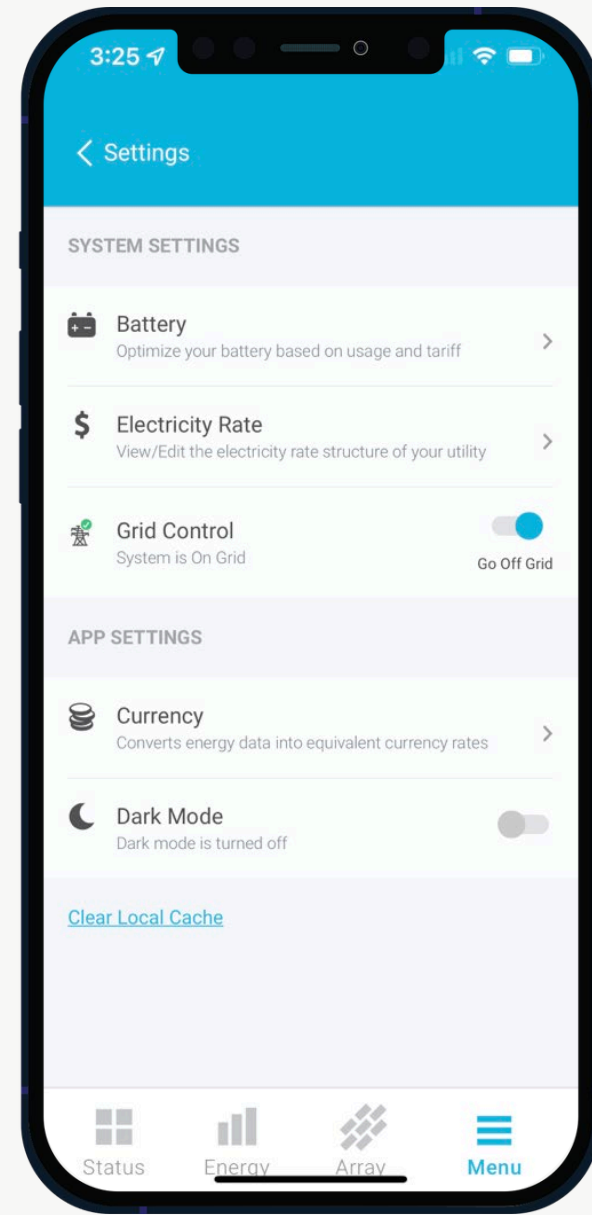 3:25
Settings
SYSTEM SETTINGS
Battery
Optimize your battery based on usage and tariff
Electricity Rate
View/Edit the electricity rate structure of your utility
Grid Control
System is On Grid
Go Off Grid
APP SETTINGS
Currency
Converts energy data into equivalent currency rates
Dark Mode
Dark mode is turned off
Clear Local Cache
Status Energy Array Menu